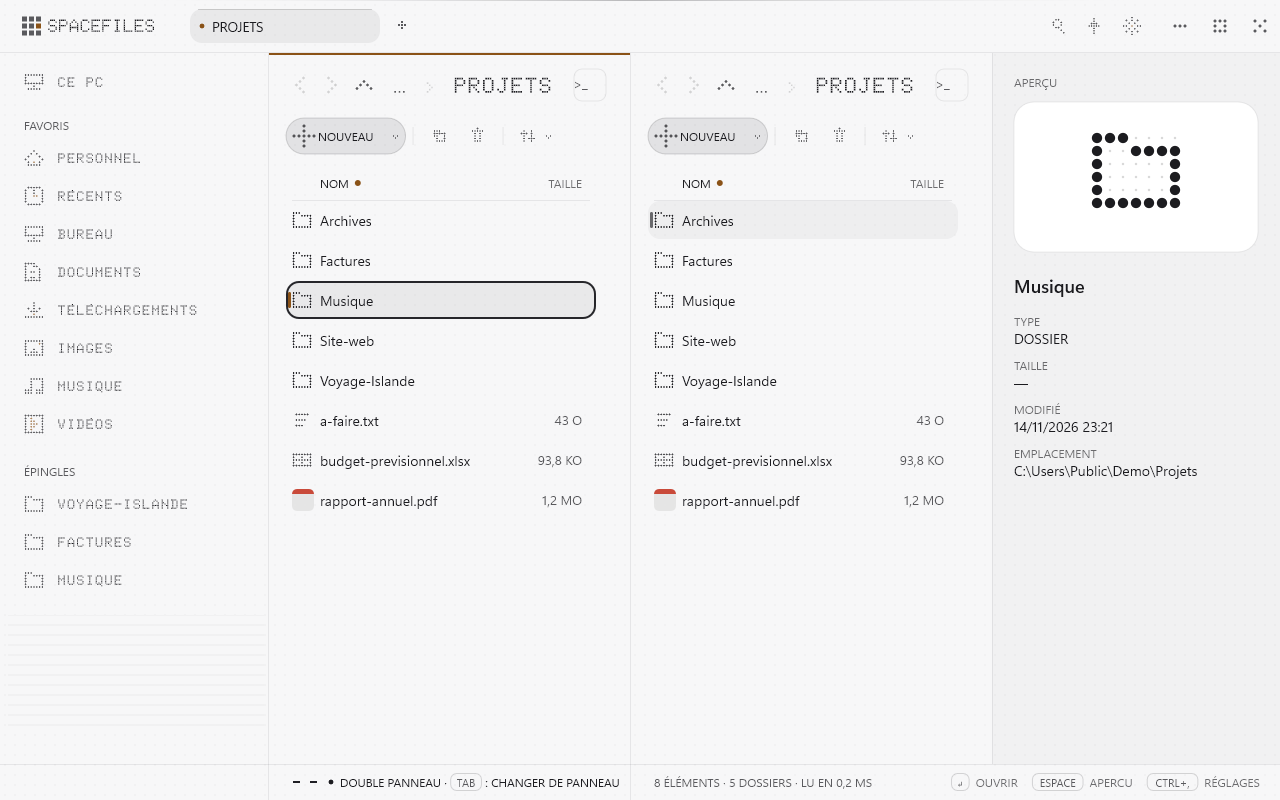 SPACEFILES
PROJETS
CE PC
FAVORIS
PERSONNEL
RÉCENTS
BUREAU
DOCUMENTS
TÉLÉCHARGEMENTS
IMAGES
MUSIQUE
VIDÉOS
ÉPINGLES
VOYAGE-ISLANDE
FACTURES
MUSIQUE
... PROJETS >_
NOUVEAU
NOM TAILLE
Archives
Factures
Musique
Site-web
Voyage-Islande
a-faire.txt 43 O
budget-previsionnel.xlsx 93,8 KO
rapport-annuel.pdf 1,2 MO
... PROJETS >_
NOUVEAU
NOM TAILLE
Archives
Factures
Musique
Site-web
Voyage-Islande
a-faire.txt 43 O
budget-previsionnel.xlsx 93,8 KO
rapport-annuel.pdf 1,2 MO
APERÇU
Musique
TYPE
DOSSIER
TAILLE
—
MODIFIÉ
14/11/2026 23:21
EMPLACEMENT
C:\Users\Public\Demo\Projets
DOUBLE PANNEAU · TAB : CHANGER DE PANNEAU
8 ÉLÉMENTS · 5 DOSSIERS · LU EN 0,2 MS
↲ OUVRIR ESPACE APERCU CTRL+, RÉGLAGES